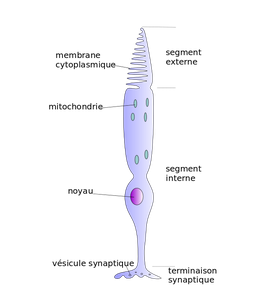 membrane
cytoplasmique
segment
externe
mitochondrie
segment
interne
noyau
vésicule synaptique
terminaison
synaptique